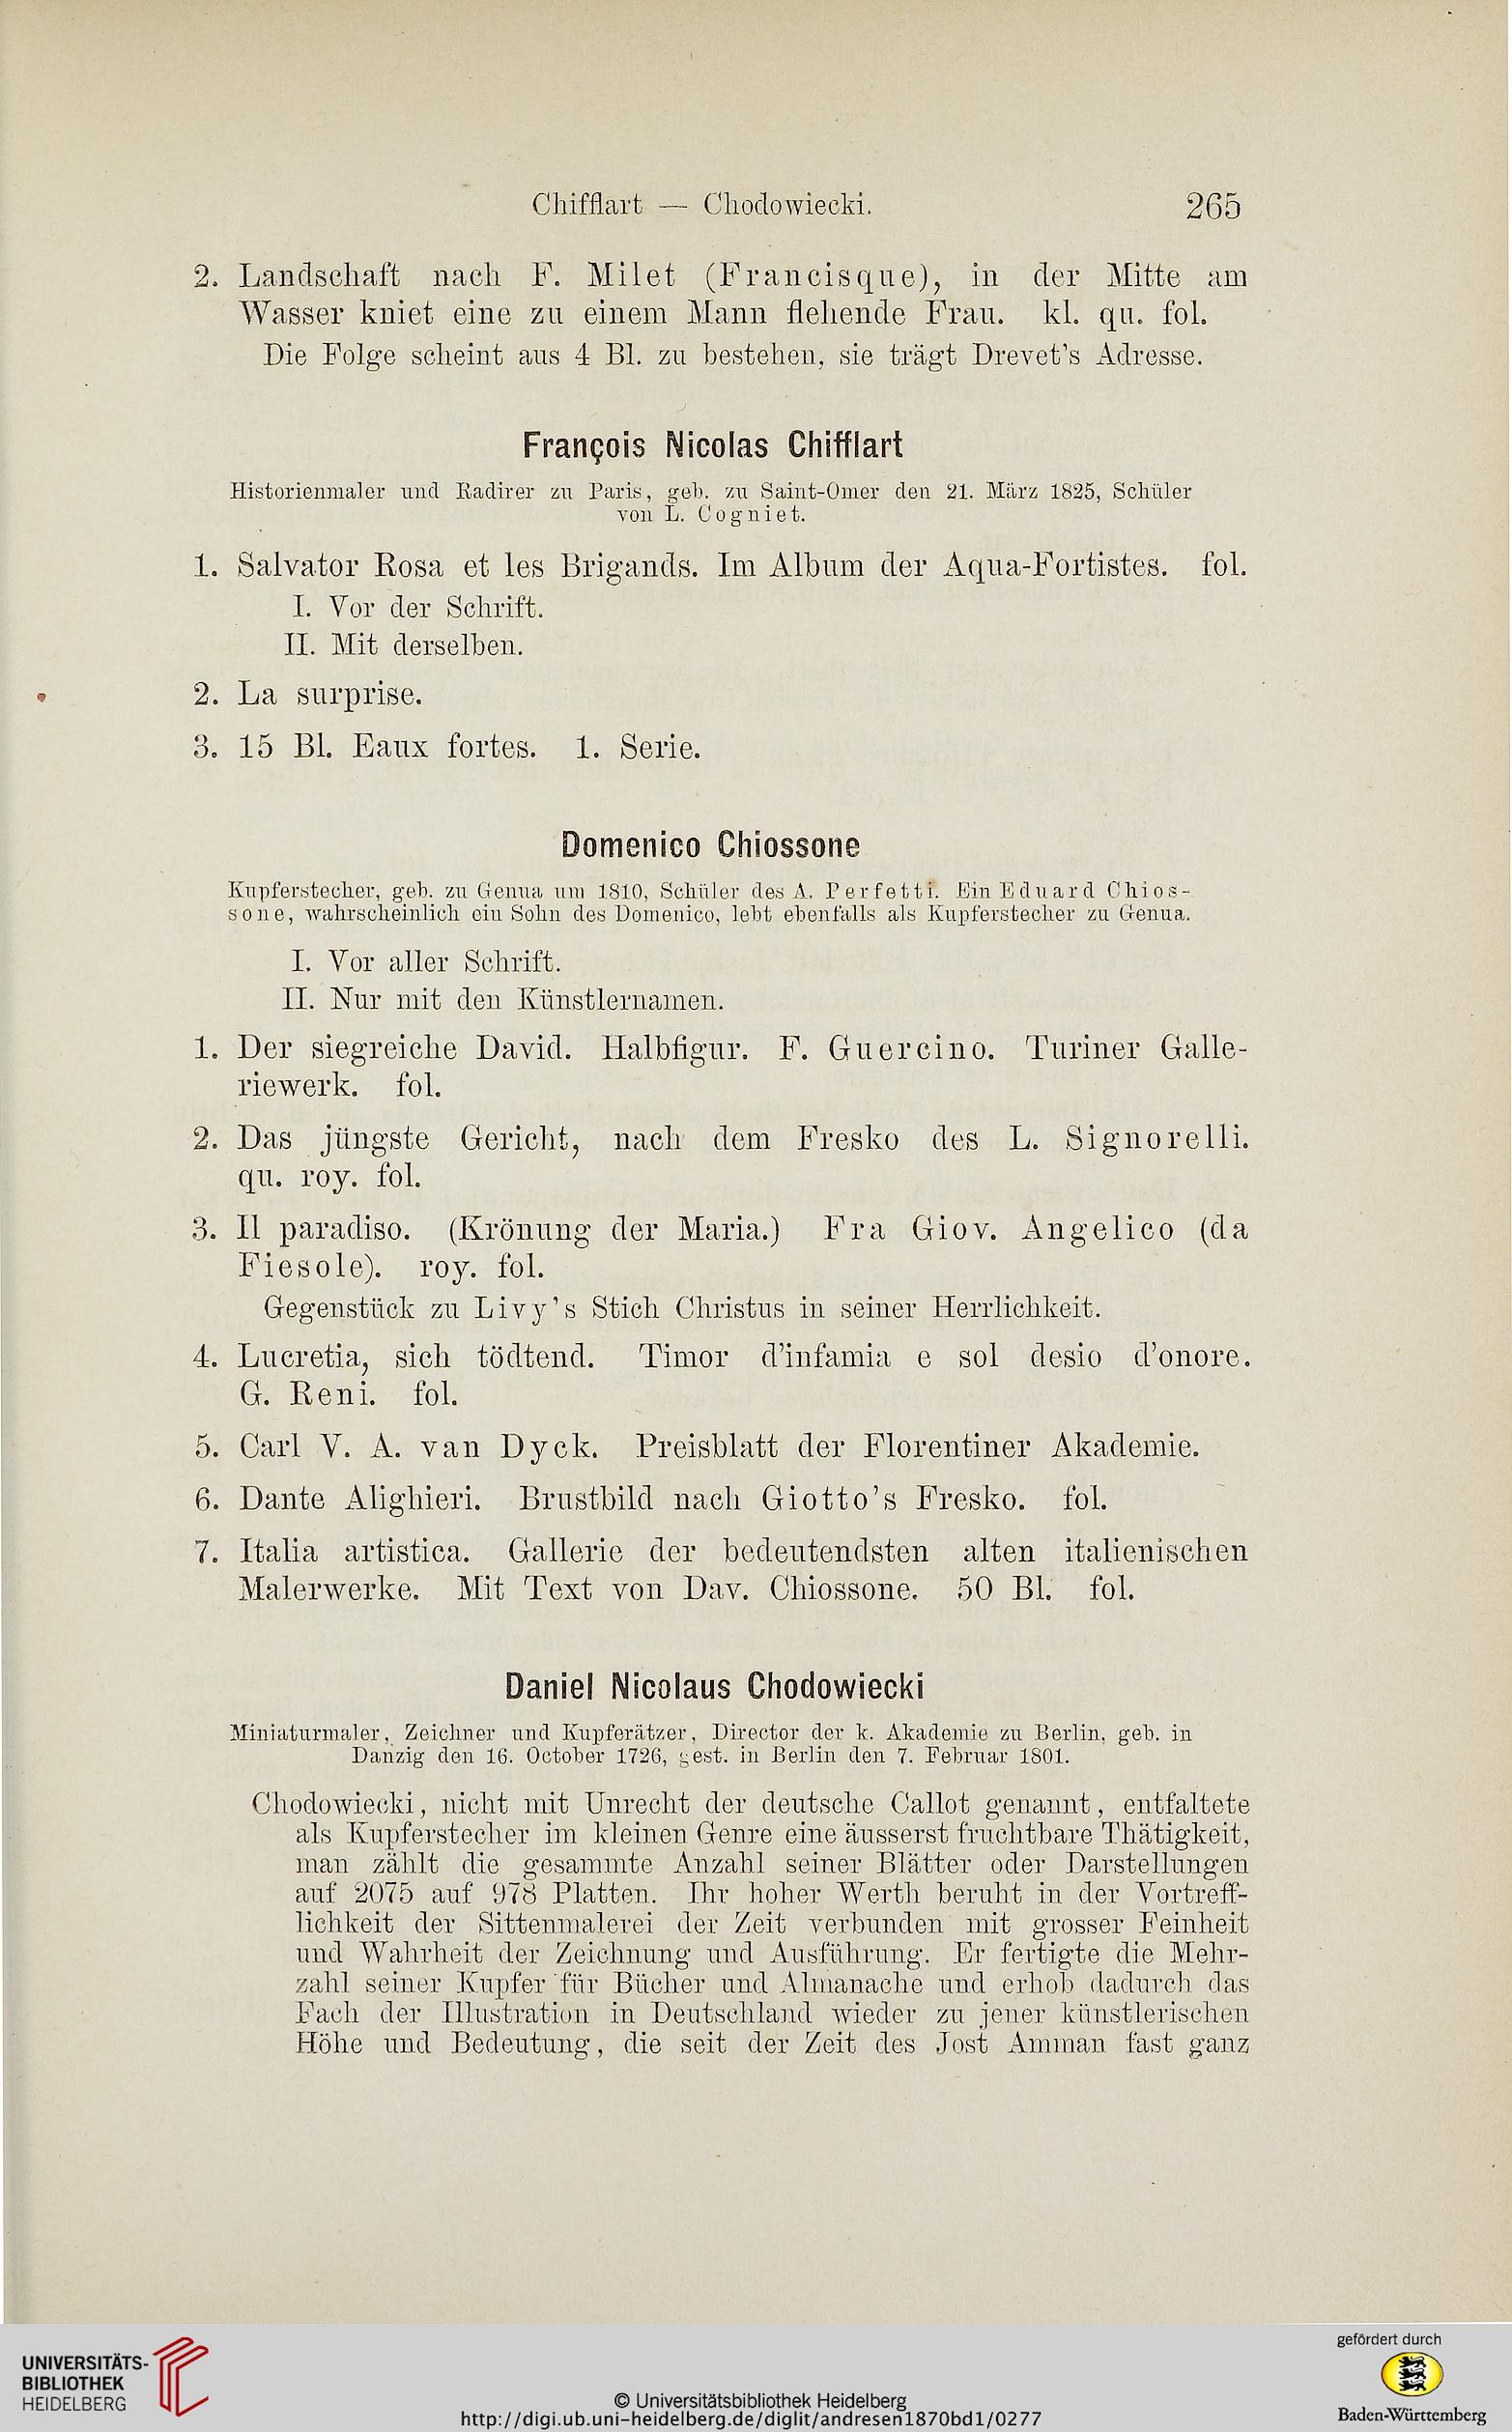 Chifflart — Chodowiecki. 265
2. Landschaft nach F. Milet (Francisque), in der Mitte am
Wasser kniet eine zu einem Mann flehende Frau. kl. qu. fol.
Die Folge scheint aus 4 Bl. zu bestehen, sie trägt Drevet's Adresse.
François Nicolas Chifflart
Historienmaler und Radirer zu Paris, geb. zu Saint-Omer den 21. März 1825, Schüler
von L. Cogniet.
1. Salvator Rosa et les Brigands. Im Album der Aqua-Fortistes. fol.
I. Vor der Schrift.
II. Mit derselben.
2. La surprise.
3. 15 Bl. Eaux fortes. 1. Serie.
Domenico Chiossone
Kupferstecher, geb. zu Genua um 1810, Schüler des A. Perfetti. Ein Eduard Chios-
sone, wahrscheinlich ein Sohn des Domenico, lebt ebenfalls als Kupferstecher zu Genua.
I. Vor aller Schrift.
II. Nur mit den Künstlernamen.
1. Der siegreiche David. Halbfigur. F. Guercino. Turiner Galle-
riewerk. fol.
2. Das jüngste Gericht, nach dem Fresko des L. Signorelli.
qu. roy. fol.
3. Il paradiso. (Krönung der Maria.) Fra Giov. Angelico (da
Fiesole). roy. fol.
Gegenstück zu Livy's Stich Christus in seiner Herrlichkeit.
4. Lucretia, sich tödtend. Timor d'infamia e sol desio d'onore.
G. Reni. fol.
5. Carl V. A. van Dyck. Preisblatt der Florentiner Akademie.
6. Dante Alighieri. Brustbild nach Giotto's Fresko. fol.
7. Italia artistica. Gallerie der bedeutendsten alten italienischen
Malerwerke. Mit Text von Dav. Chiossone. 50 Bl. fol.
Daniel Nicolaus Chodowiecki
Miniaturmaler, Zeichner und Kupferätzer, Director der k. Akademie zu Berlin, geb. in
Danzig den 16. October 1726, gest. in Berlin den 7. Februar 1801.
Chodowiecki, nicht mit Unrecht der deutsche Callot genannt, entfaltete
als Kupferstecher im kleinen Genre eine äusserst fruchtbare Thätigkeit,
man zählt die gesammte Anzahl seiner Blätter oder Darstellungen
auf 2075 auf 978 Platten. Ihr hoher Werth beruht in der Vortreff-
lichkeit der Sittenmalerei der Zeit verbunden mit grosser Feinheit
und Wahrheit der Zeichnung und Ausführung. Er fertigte die Mehr-
zahl seiner Kupfer für Bücher und Almanache und erhob dadurch das
Fach der Illustration in Deutschland wieder zu jener künstlerischen
Höhe und Bedeutung, die seit der Zeit des Jost Amman fast ganz
UNIVERSITÄTS-
BIBLIOTHEK
HEIDELBERG
© Universitätsbibliothek Heidelberg
http://digi.ub.uni-heidelberg.de/diglit/andresen1870bd1/0277
gefördert durch
Baden-Württemberg